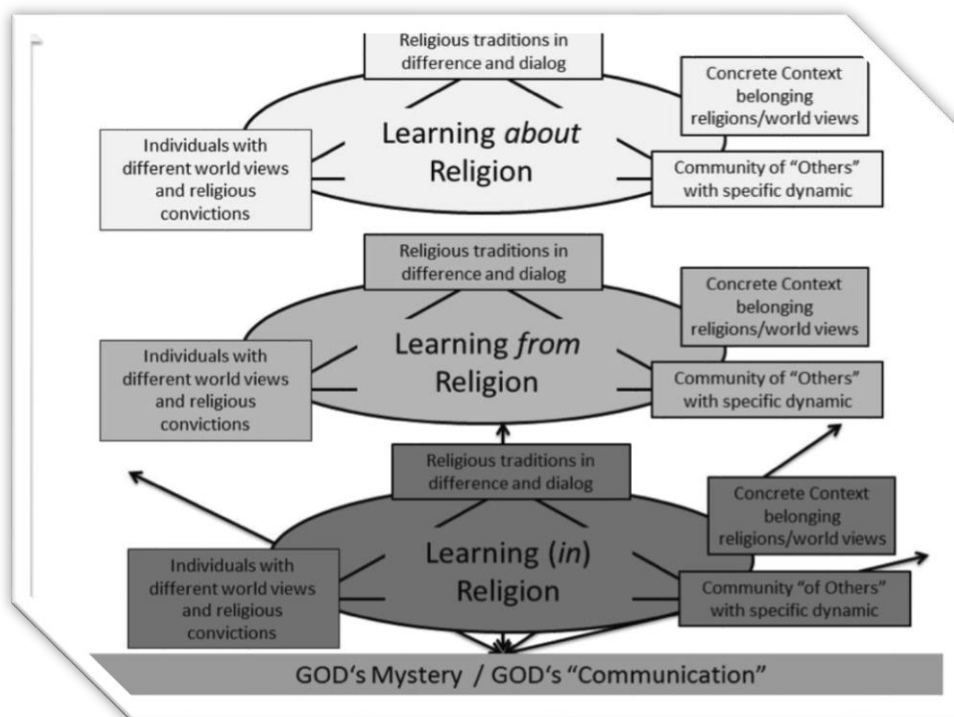 Religious traditions in
difference and dialog
Concrete Context
belonging
religions/world views
Individuals with
different world views
and religious
convictions
Learning about
Religion
Community of “Others”
with specific dynamic
Religious traditions in
difference and dialog
Concrete Context
belonging
religions/world views
Individuals with
different world views
and religious
convictions
Learning from
Religion
Community of “Others”
with specific dynamic
Religious traditions in
difference and dialog
Concrete Context
belonging
religions/world views
Individuals with
different world views
and religious
convictions
Learning (in)
Religion
Community “of Others”
with specific dynamic
GOD‘s Mystery / GOD‘s “Communication”